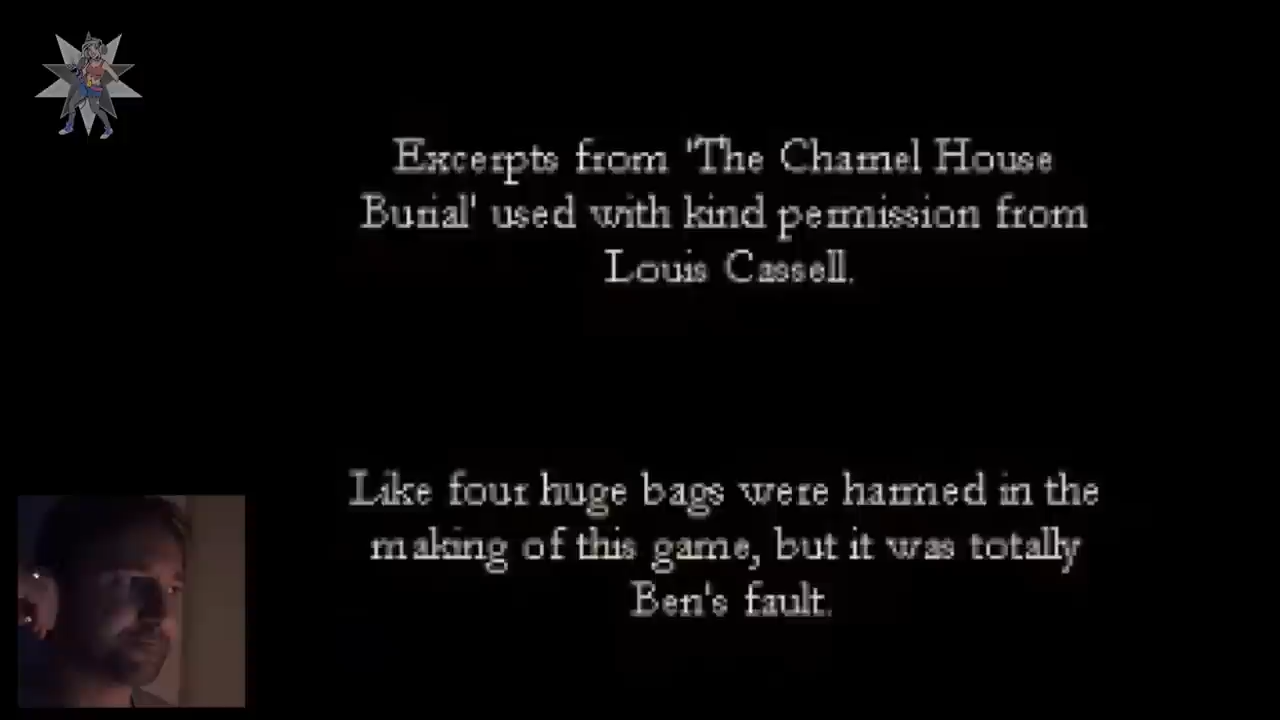 Excerpts from 'The Charnel House
Burial' used with kind permission from
Louis Cassell.
Like four huge bags were harmed in the
making of this game, but it was totally
Ben's fault.